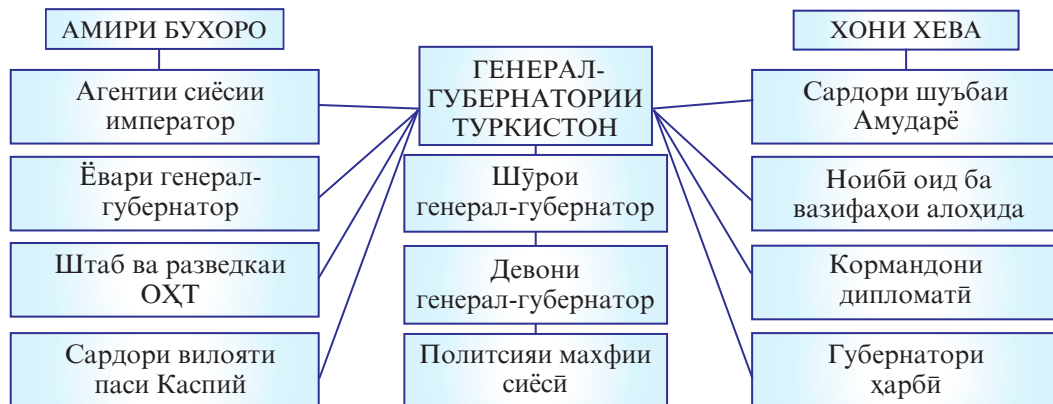 АМИРИ БУХОРО
Агентии сиёсии
император
Ёвари генерал-
губернатор
Штаб ва разведкаи
ОҲТ
Сардори вилояти
паси Каспий
ГЕНЕРАЛ-
ГУБЕРНАТОРИИ
ТУРКИСТОН
Шӯрои
генерал-губернатор
Девони
генерал-губернатор
Политсияи махфии
сиёсӣ
ХОНИ ХЕВА
Сардори шуъбаи
Амударё
Ноибӣ оид ба
вазифаҳои алоҳида
Кормандони
дипломатӣ
Губернатори
ҳарбӣ